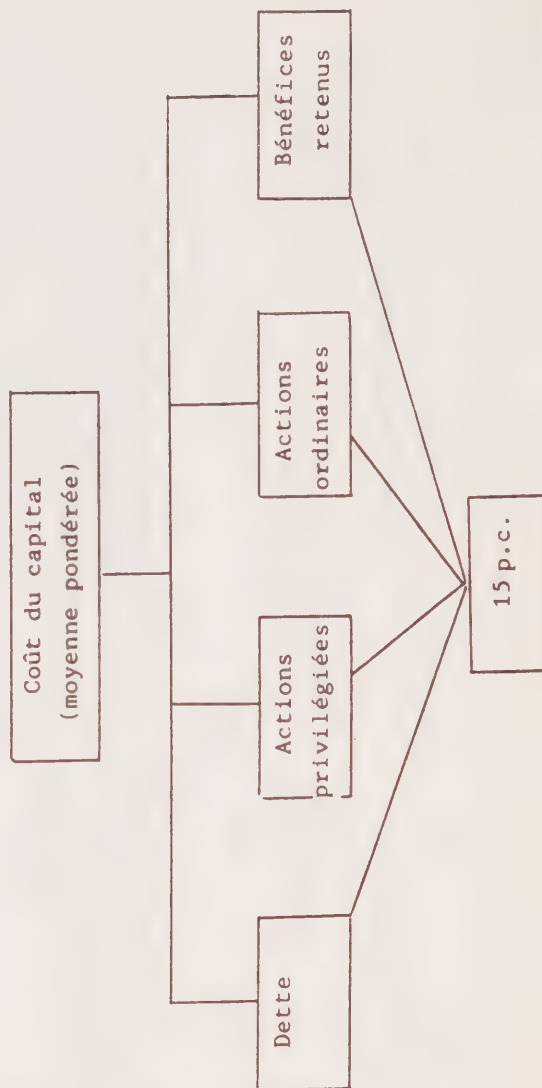 Coût du capital
(moyenne pondérée)
Dette
Actions
privilégiées
Actions
ordinaires
Bénéfices
retenus
15 p.c.